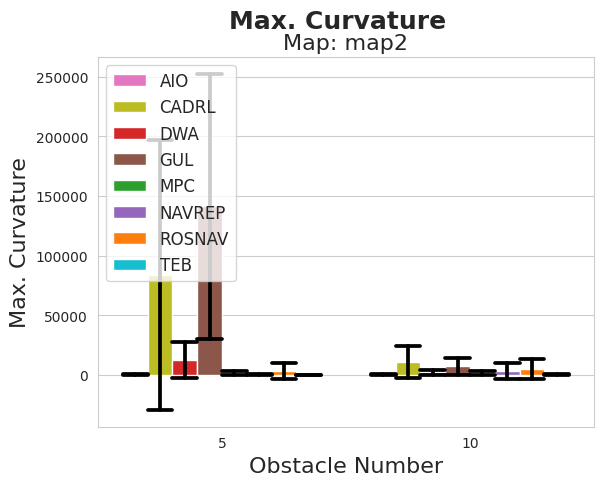 Max. Curvature
Map: map2
Max. Curvature
250000
200000
150000
100000
50000
0
AIO
CADRL
DWA
GUL
MPC
NAVREP
ROSNAV
TEB
5
10
Obstacle Number